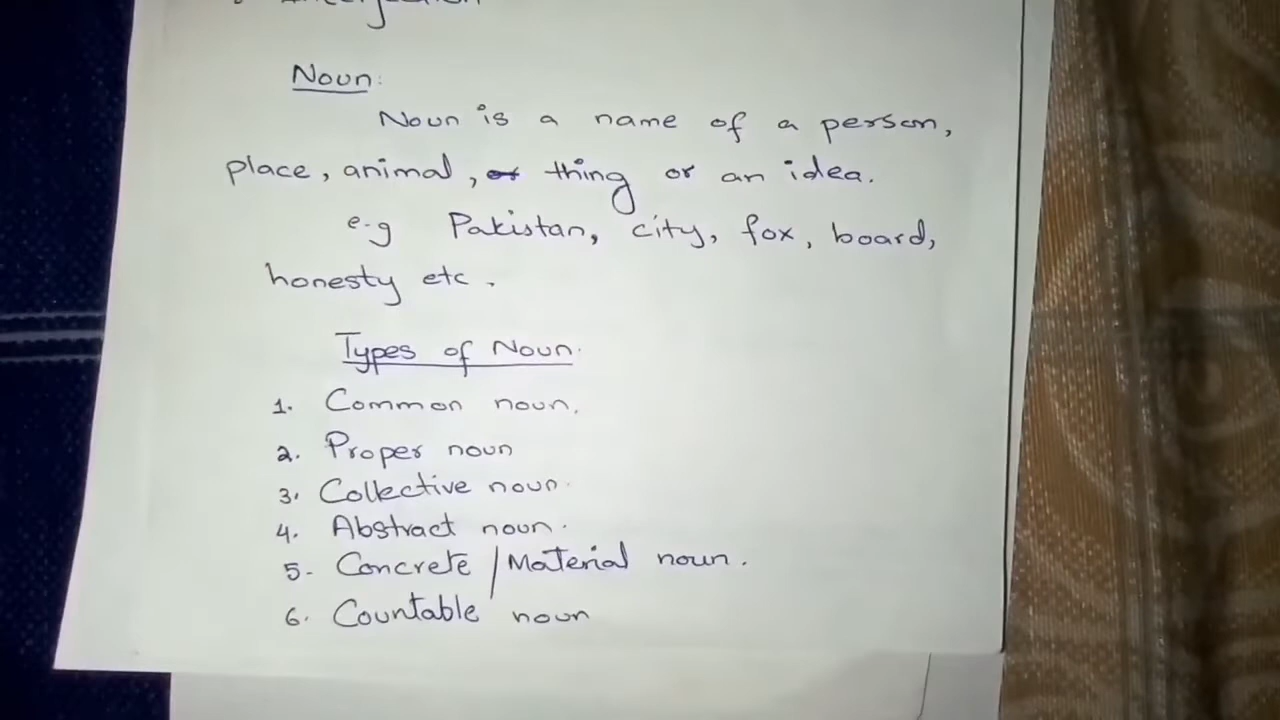 Noun:
Noun is a name of a person,
place, animal, thing or an idea.
e.g Pakistan, city, fox, board,
honesty etc.
Types of Noun.
1. Common noun.
2. Proper noun
3. Collective noun.
4. Abstract noun.
5- Concrete / Material noun.
6. Countable noun